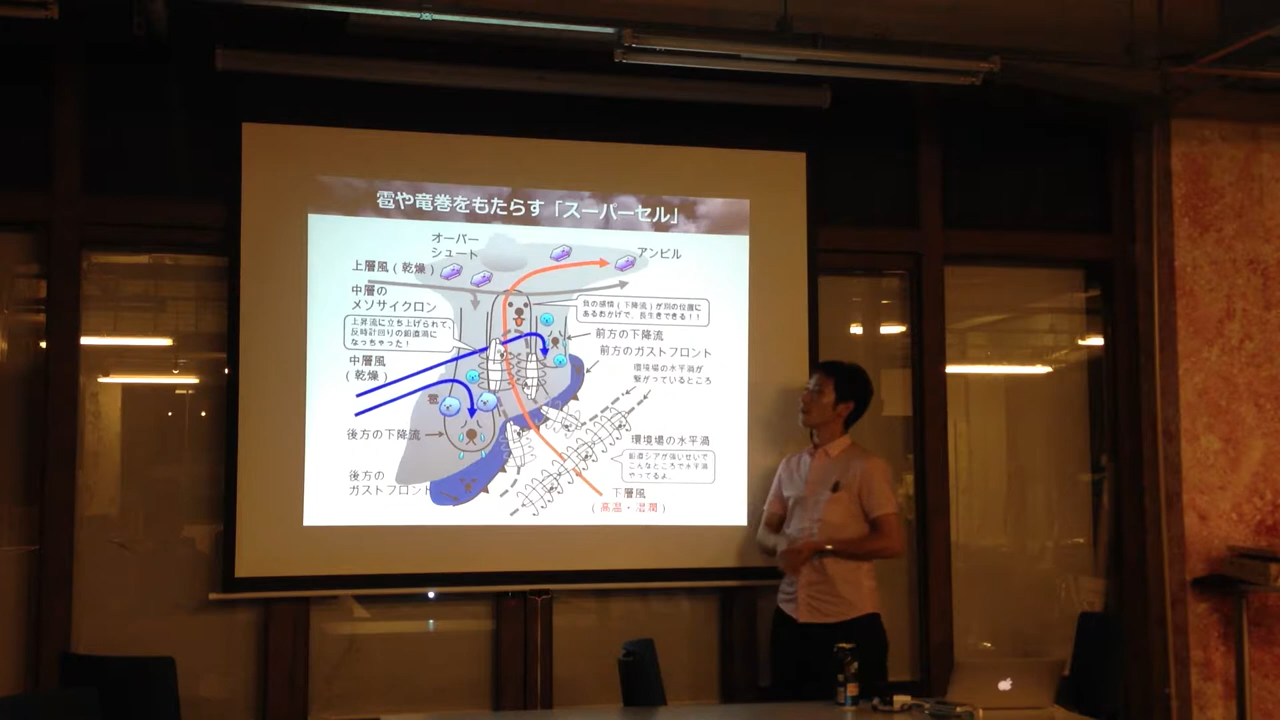 雹や竜巻をもたらす「スーパーセル」
オーバー
シュート
アンビル
上層風(乾燥)
中層の
メソサイクロン
負の感情(下降流)が別の位置に
あるおかげで、長生きできる！！
上昇流に立ち上げられて、
反時計回りの鉛直渦に
なっちゃった！
前方の下降流
前方のガストフロント
中層風
(乾燥)
環境場の水平渦が
繋がっているところ
雹
後方の下降流
環境場の水平渦
鉛直シアが強いせいで
こんなところで水平渦
やってるよ。
後方の
ガストフロント
下層風
(高温・湿潤)